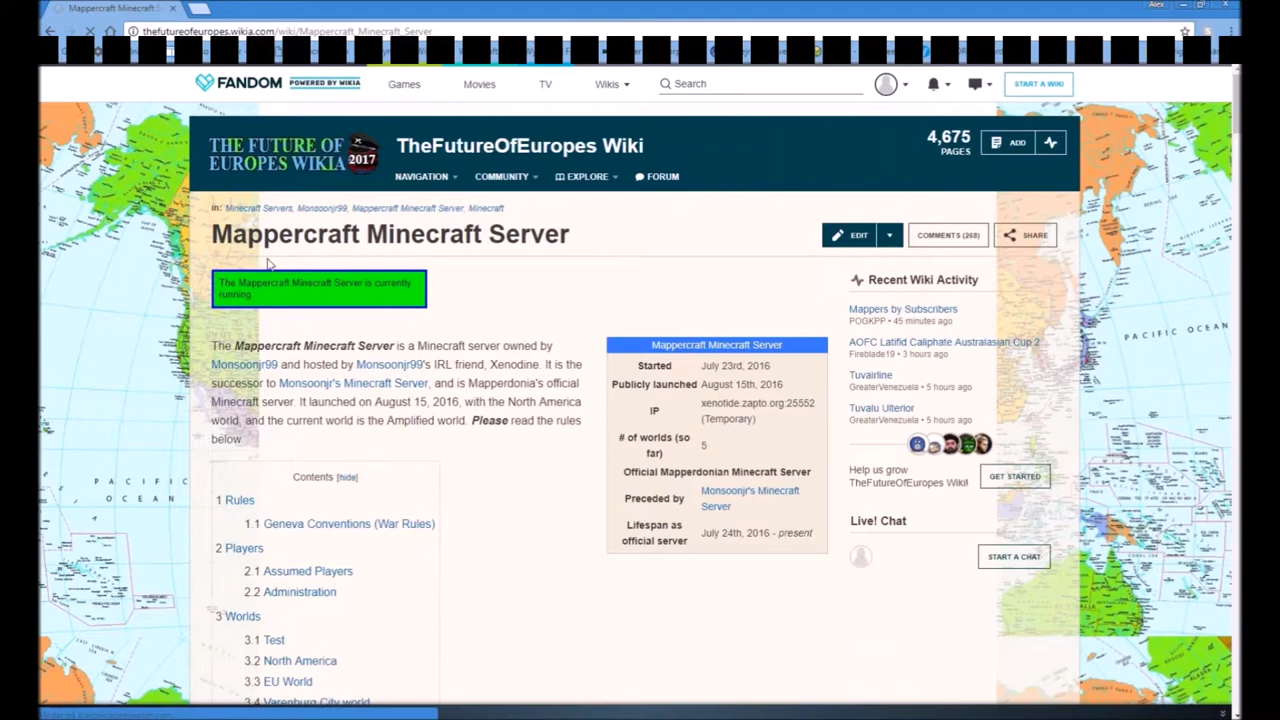 Mappercraft Minecraft S
Alex
thefutureofeuropes.wikia.com/wiki/Mappercraft_Minecraft_Server
FANDOM POWERED BY WIKIA
Games
Movies
TV
Wikis
Search
START A WIKI
THE FUTURE OF
EUROPES WIKIA
2017
TheFutureOfEuropes Wiki
4,675
PAGES
ADD
NAVIGATION
COMMUNITY
EXPLORE
FORUM
in: Minecraft Servers, Monsoonjr99, Mappercraft Minecraft Server, Minecraft
Mappercraft Minecraft Server
EDIT
COMMENTS (268)
SHARE
The Mappercraft Minecraft Server is currently
running
The Mappercraft Minecraft Server is a Minecraft server owned by
Monsoonjr99 and hosted by Monsoonjr99's IRL friend, Xenodine. It is the
successor to Monsoonjr's Minecraft Server, and is Mapperdonia's official
Minecraft server. It launched on August 15, 2016, with the North America
world, and the current world is the Amplified world. Please read the rules
below
Contents [hide]
1 Rules
1.1 Geneva Conventions (War Rules)
2 Players
2.1 Assumed Players
2.2 Administration
3 Worlds
3.1 Test
3.2 North America
3.3 EU World
3.4 Varenburg City world
Mappercraft Minecraft Server
Started July 23rd, 2016
Publicly launched August 15th, 2016
IP xenotide.zapto.org:25552
(Temporary)
# of worlds (so
far) 5
Official Mapperdonian Minecraft Server
Preceded by Monsoonjr's Minecraft
Server
Lifespan as
official server July 24th, 2016 - present
Recent Wiki Activity
Mappers by Subscribers
POGKPP • 45 minutes ago
AOFC Latifid Caliphate Australasian Cup 2
Fireblade19 • 3 hours ago
Tuvairline
GreaterVenezuela • 5 hours ago
Tuvalu Ulterior
GreaterVenezuela • 5 hours ago
Help us grow
TheFutureOfEuropes Wiki!
GET STARTED
Live! Chat
START A CHAT
PACIFIC OCEAN
PACIFIC
OCEAN